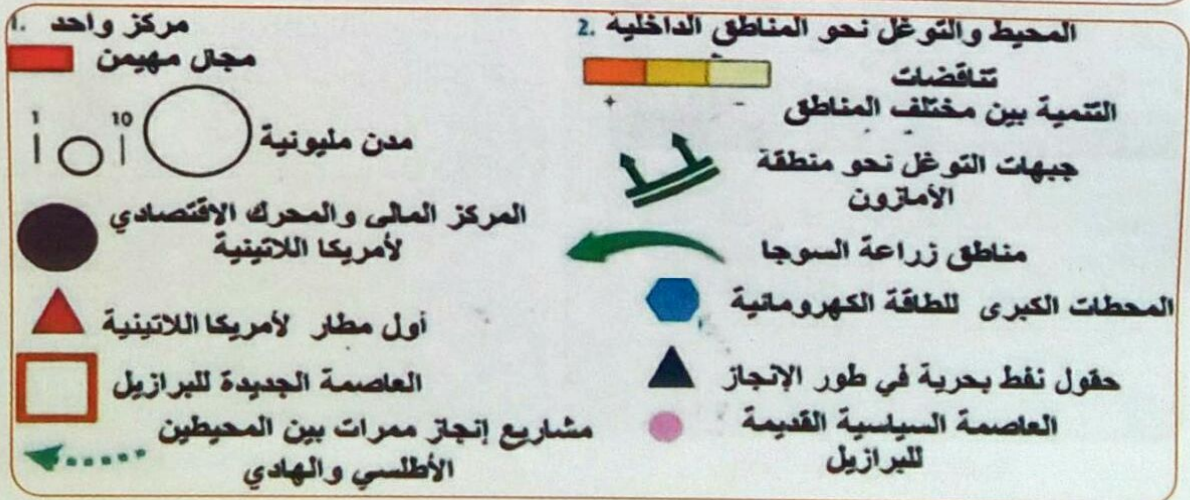 1. مركز واحد
مجال مهيمن
1 10
مدن مليونية
المركز المالي والمحرك الإقتصادي
لأمريكا اللاتينية
أول مطار لأمريكا اللاتينية
العاصمة الجديدة للبرازيل
مشاريع إنجاز ممرات بين المحيطين
الأطلسي والهادي
2. المحيط والتوغل نحو المناطق الداخلية
تناقضات
+ -
التنمية بين مختلف المناطق
جبهات التوغل نحو منطقة
الأمازون
مناطق زراعة السوجا
المحطات الكبرى للطاقة الكهرومائية
حقول نفط بحرية في طور الإنجاز
العاصمة السياسية القديمة
للبرازيل